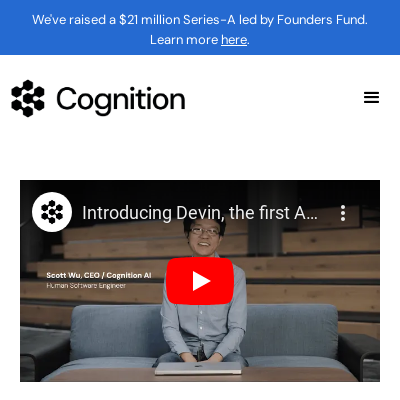 We've raised a $21 million Series-A led by Founders Fund.
Learn more here.
Cognition
Introducing Devin, the first A...
Scott Wu, CEO / Cognition AI
Human Software Engineer